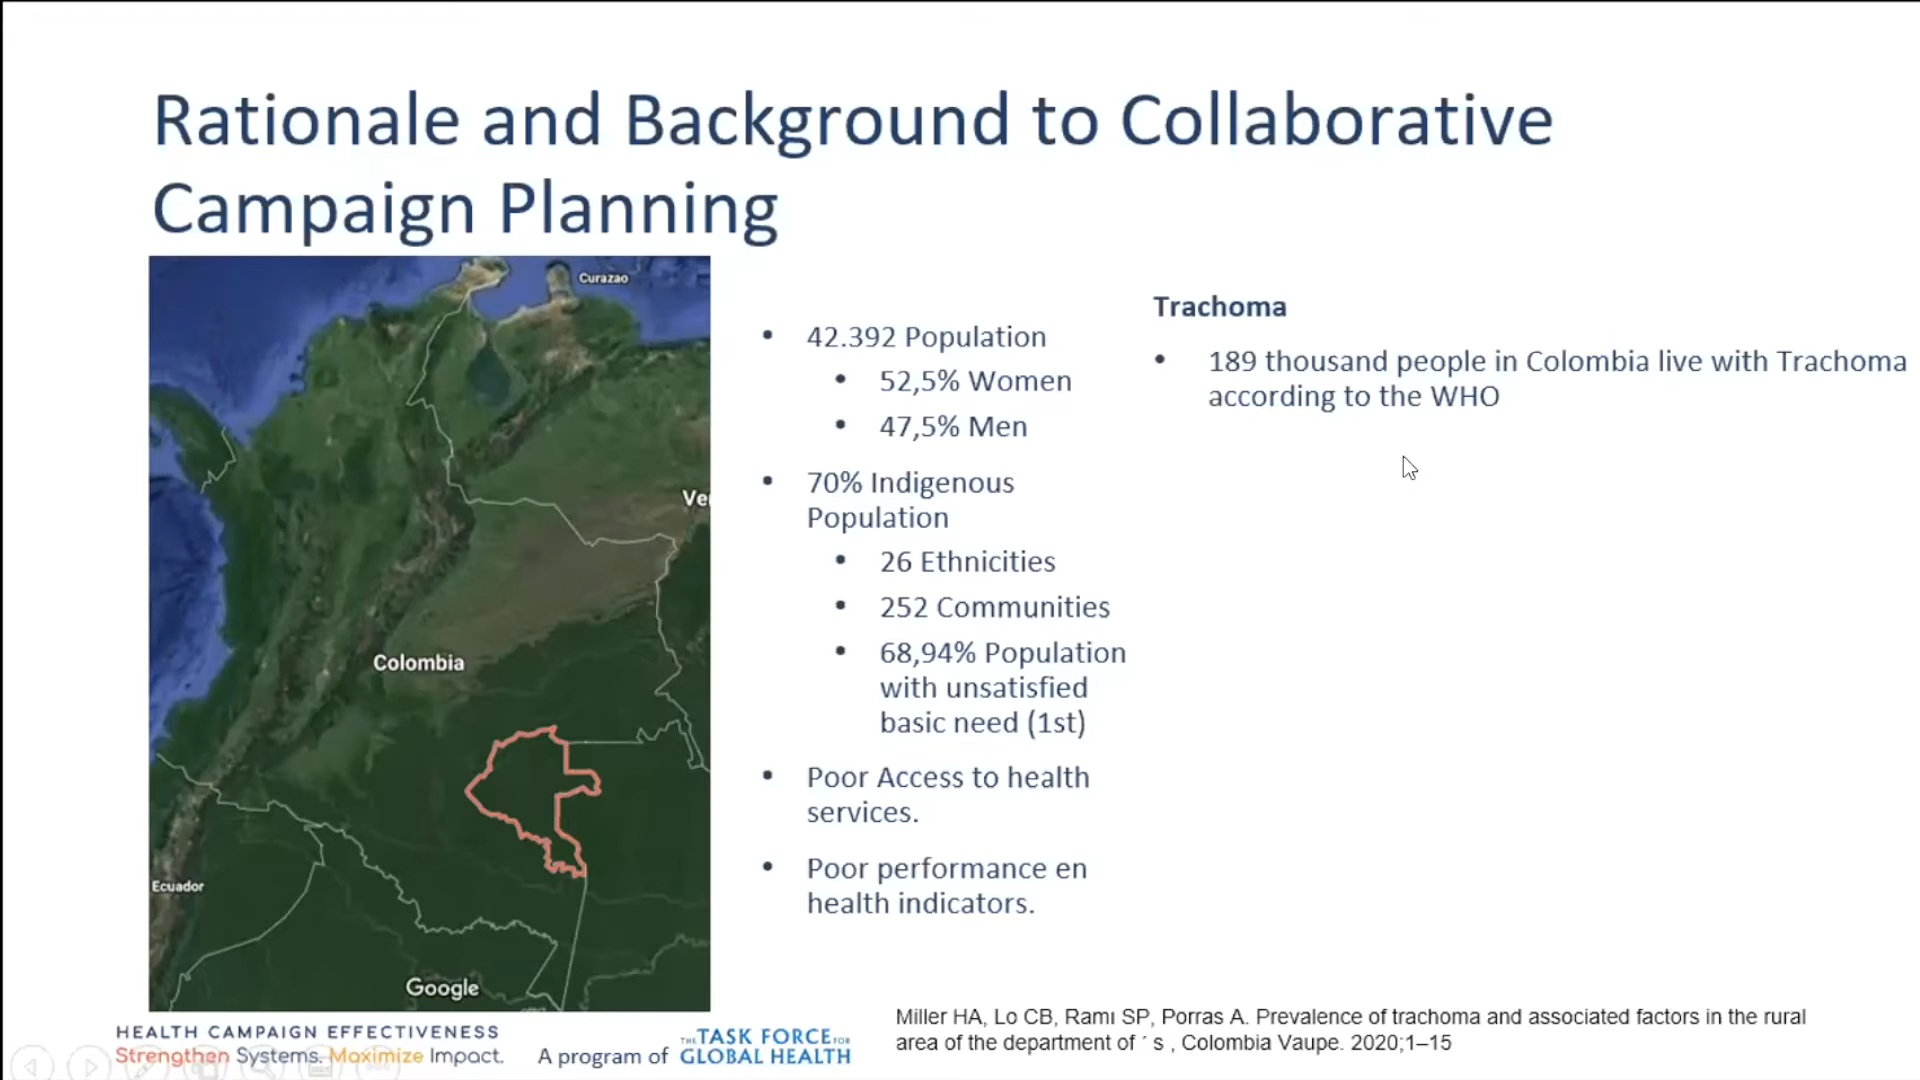 Rationale and Background to Collaborative
Campaign Planning
Curazao
Ve
Colombia
Ecuador
Google
• 42.392 Population
• 52,5% Women
• 47,5% Men
• 70% Indigenous
Population
• 26 Ethnicities
• 252 Communities
• 68,94% Population
with unsatisfied
basic need (1st)
• Poor Access to health
services.
• Poor performance en
health indicators.
Trachoma
• 189 thousand people in Colombia live with Trachoma
according to the WHO
Miller HA, Lo CB, Ramı SP, Porras A. Prevalence of trachoma and associated factors in the rural
area of the department of ´ s , Colombia Vaupe. 2020;1–15
HEALTH CAMPAIGN EFFECTIVENESS
Strengthen Systems. Maximize Impact.
A program of
THE TASK FORCE FOR
GLOBAL HEALTH